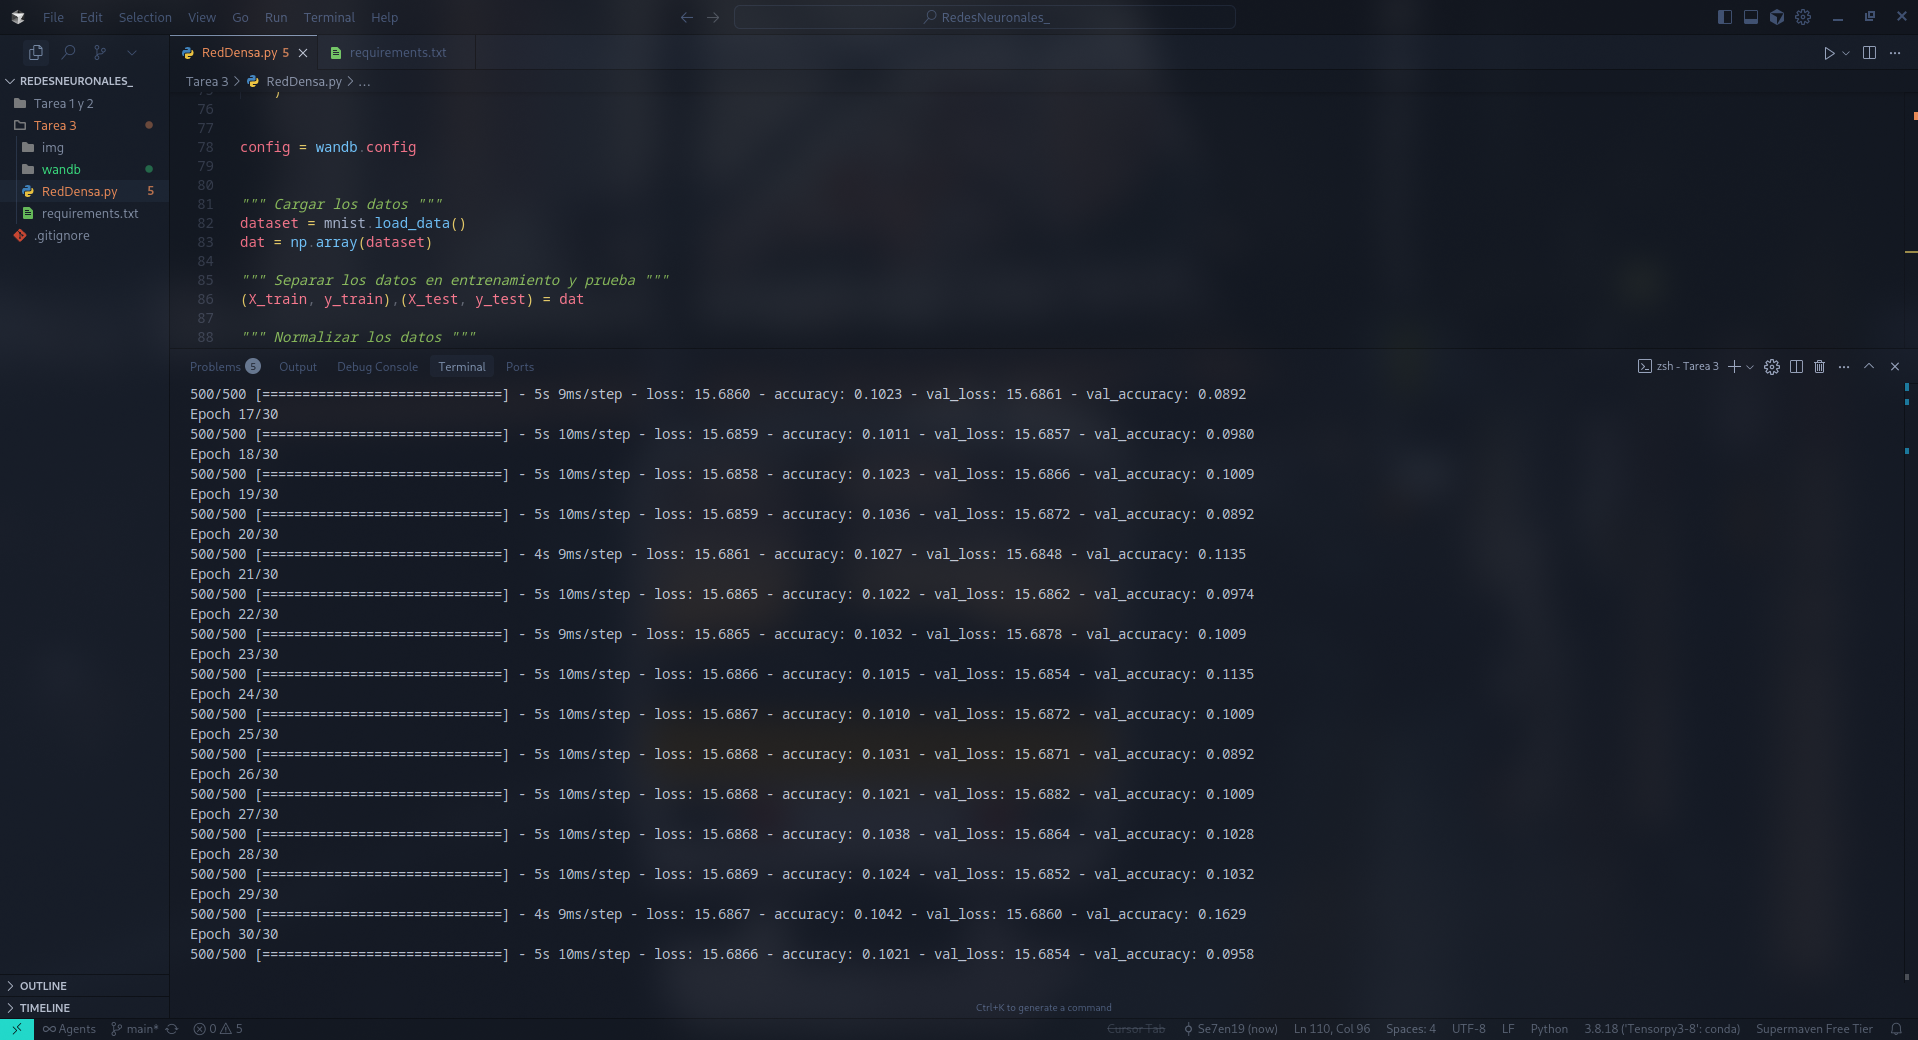 File Edit Selection View Go Run Terminal Help
RedesNeuronales_
RedDensa.py 5
requirements.txt
REDESNEURONALES_
Tarea 3 > RedDensa.py > ...
Tarea 1 y 2
Tarea 3
img
wandb
RedDensa.py 5
requirements.txt
.gitignore
76
77
78 config = wandb.config
79
80
81 """ Cargar los datos """
82 dataset = mnist.load_data()
83 dat = np.array(dataset)
84
85 """ Separar los datos en entrenamiento y prueba """
86 (X_train, y_train),(X_test, y_test) = dat
87
88 """ Normalizar los datos """
Problems 5 Output Debug Console Terminal Ports
zsh - Tarea 3
500/500 [==============================] - 5s 9ms/step - loss: 15.6860 - accuracy: 0.1023 - val_loss: 15.6861 - val_accuracy: 0.0892
Epoch 17/30
500/500 [==============================] - 5s 10ms/step - loss: 15.6859 - accuracy: 0.1011 - val_loss: 15.6857 - val_accuracy: 0.0980
Epoch 18/30
500/500 [==============================] - 5s 10ms/step - loss: 15.6858 - accuracy: 0.1023 - val_loss: 15.6866 - val_accuracy: 0.1009
Epoch 19/30
500/500 [==============================] - 5s 10ms/step - loss: 15.6859 - accuracy: 0.1036 - val_loss: 15.6872 - val_accuracy: 0.0892
Epoch 20/30
500/500 [==============================] - 4s 9ms/step - loss: 15.6861 - accuracy: 0.1027 - val_loss: 15.6848 - val_accuracy: 0.1135
Epoch 21/30
500/500 [==============================] - 5s 10ms/step - loss: 15.6865 - accuracy: 0.1022 - val_loss: 15.6862 - val_accuracy: 0.0974
Epoch 22/30
500/500 [==============================] - 5s 9ms/step - loss: 15.6865 - accuracy: 0.1032 - val_loss: 15.6878 - val_accuracy: 0.1009
Epoch 23/30
500/500 [==============================] - 5s 10ms/step - loss: 15.6866 - accuracy: 0.1015 - val_loss: 15.6854 - val_accuracy: 0.1135
Epoch 24/30
500/500 [==============================] - 5s 10ms/step - loss: 15.6867 - accuracy: 0.1010 - val_loss: 15.6872 - val_accuracy: 0.1009
Epoch 25/30
500/500 [==============================] - 5s 10ms/step - loss: 15.6868 - accuracy: 0.1031 - val_loss: 15.6871 - val_accuracy: 0.0892
Epoch 26/30
500/500 [==============================] - 5s 10ms/step - loss: 15.6868 - accuracy: 0.1021 - val_loss: 15.6882 - val_accuracy: 0.1009
Epoch 27/30
500/500 [==============================] - 5s 10ms/step - loss: 15.6868 - accuracy: 0.1038 - val_loss: 15.6864 - val_accuracy: 0.1028
Epoch 28/30
500/500 [==============================] - 5s 10ms/step - loss: 15.6869 - accuracy: 0.1024 - val_loss: 15.6852 - val_accuracy: 0.1032
Epoch 29/30
500/500 [==============================] - 4s 9ms/step - loss: 15.6867 - accuracy: 0.1042 - val_loss: 15.6860 - val_accuracy: 0.1629
Epoch 30/30
500/500 [==============================] - 5s 10ms/step - loss: 15.6866 - accuracy: 0.1021 - val_loss: 15.6854 - val_accuracy: 0.0958
OUTLINE
TIMELINE
Ctrl+K to generate a command
Agents main* 0 5
Cursor Tab Se7en19 (now) Ln 110, Col 96 Spaces: 4 UTF-8 LF Python 3.8.18 ('Tensorpy3-8': conda) Supermaven Free Tier